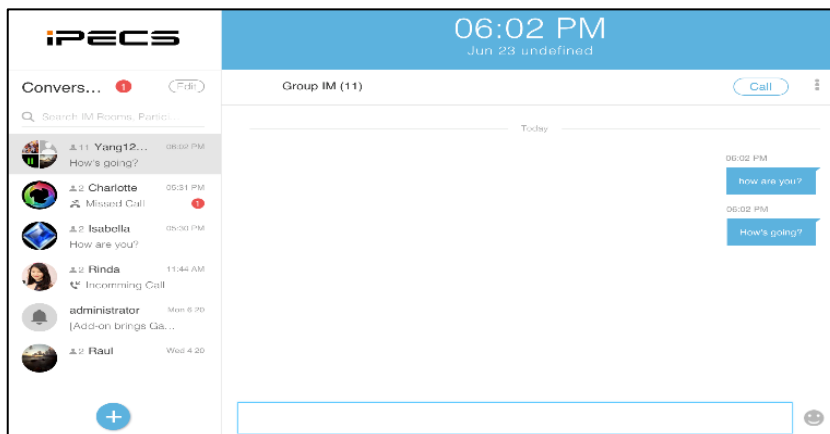 iPECS
06:02 PM
Jun 23 undefined
Convers... 1 Edit
Group IM (11)
Call
Search IM Rooms, Partici...
11 Yang12... 06:02 PM
How's going?
2 Charlotte 05:31 PM
Missed Call 1
2 Isabella 05:30 PM
How are you?
2 Rinda 11:44 AM
Incomming Call
administrator Mon 6 20
[Add-on brings Ga...
2 Raul Wed 4 20
Today
06:02 PM
how are you?
06:02 PM
How's going?